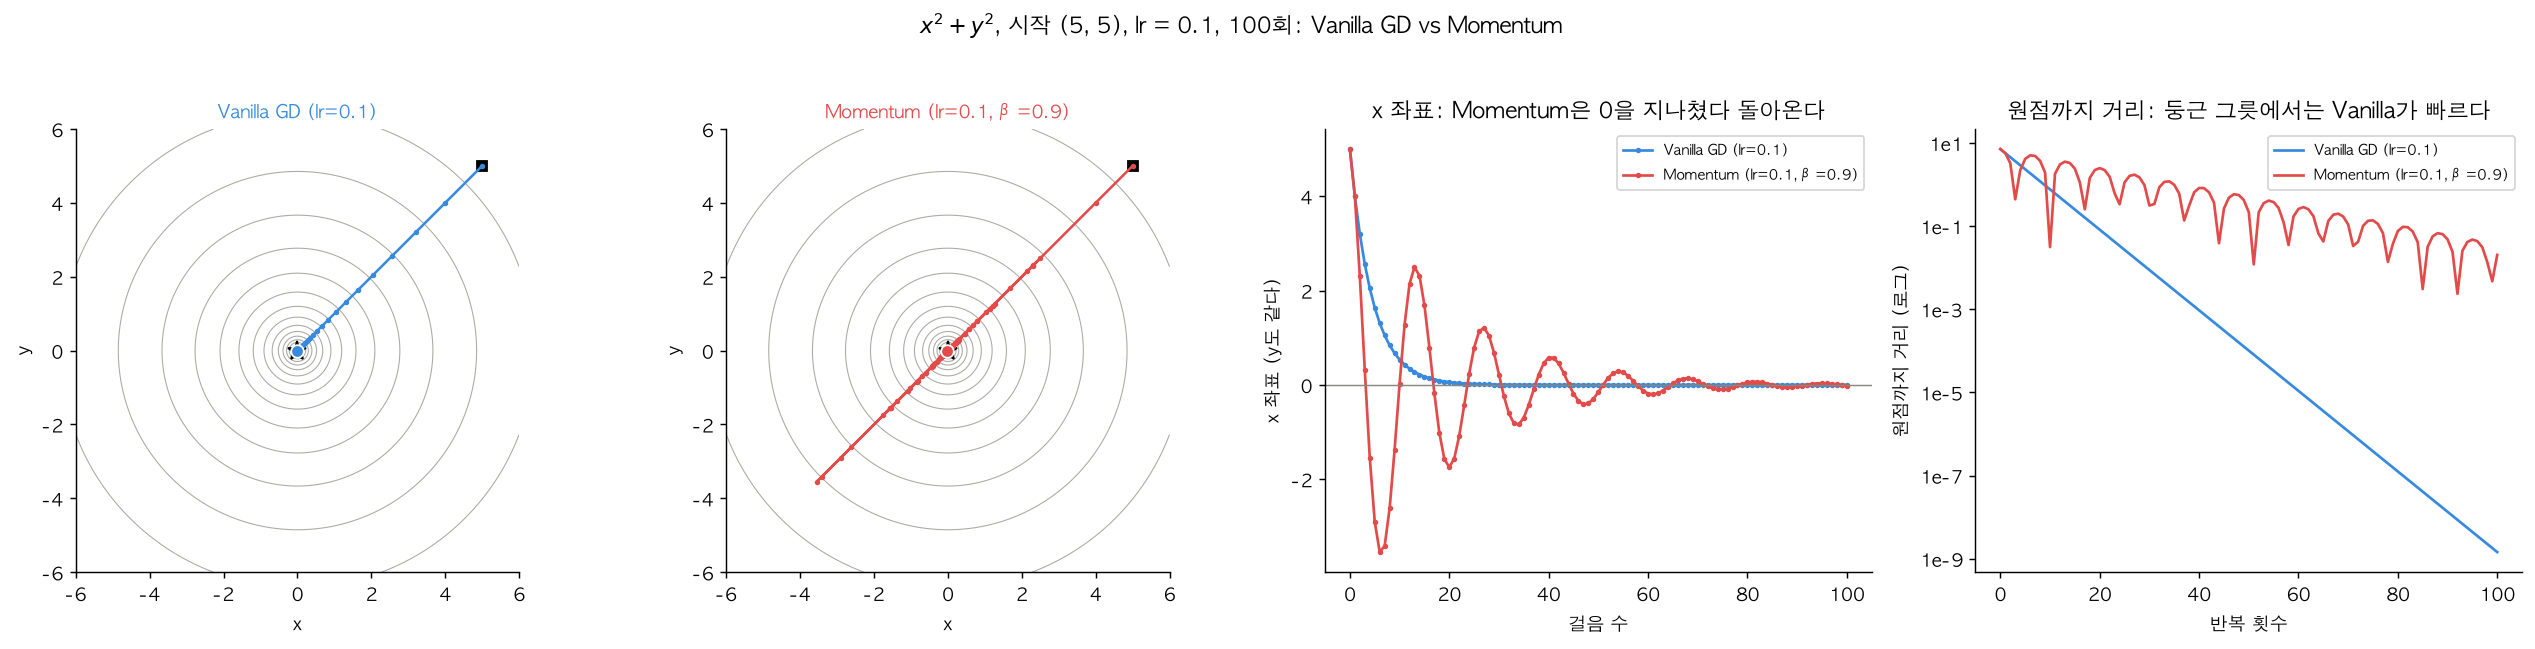 x² + y², 시작 (5, 5), lr = 0.1, 100회: Vanilla GD vs Momentum
Vanilla GD (lr=0.1)
6
4
2
0
-2
-4
-6
y
-6 -4 -2 0 2 4 6
x
Momentum (lr=0.1, β =0.9)
6
4
2
0
-2
-4
-6
y
-6 -4 -2 0 2 4 6
x
x 좌표: Momentum은 0을 지나쳤다 돌아온다
Vanilla GD (lr=0.1)
Momentum (lr=0.1, β =0.9)
4
2
0
-2
x 좌표 (y도 같다)
0 20 40 60 80 100
걸음 수
원점까지 거리: 둥근 그릇에서는 Vanilla가 빠르다
Vanilla GD (lr=0.1)
Momentum (lr=0.1, β =0.9)
1e1
1e-1
1e-3
1e-5
1e-7
1e-9
원점까지 거리 (로그)
0 20 40 60 80 100
반복 횟수